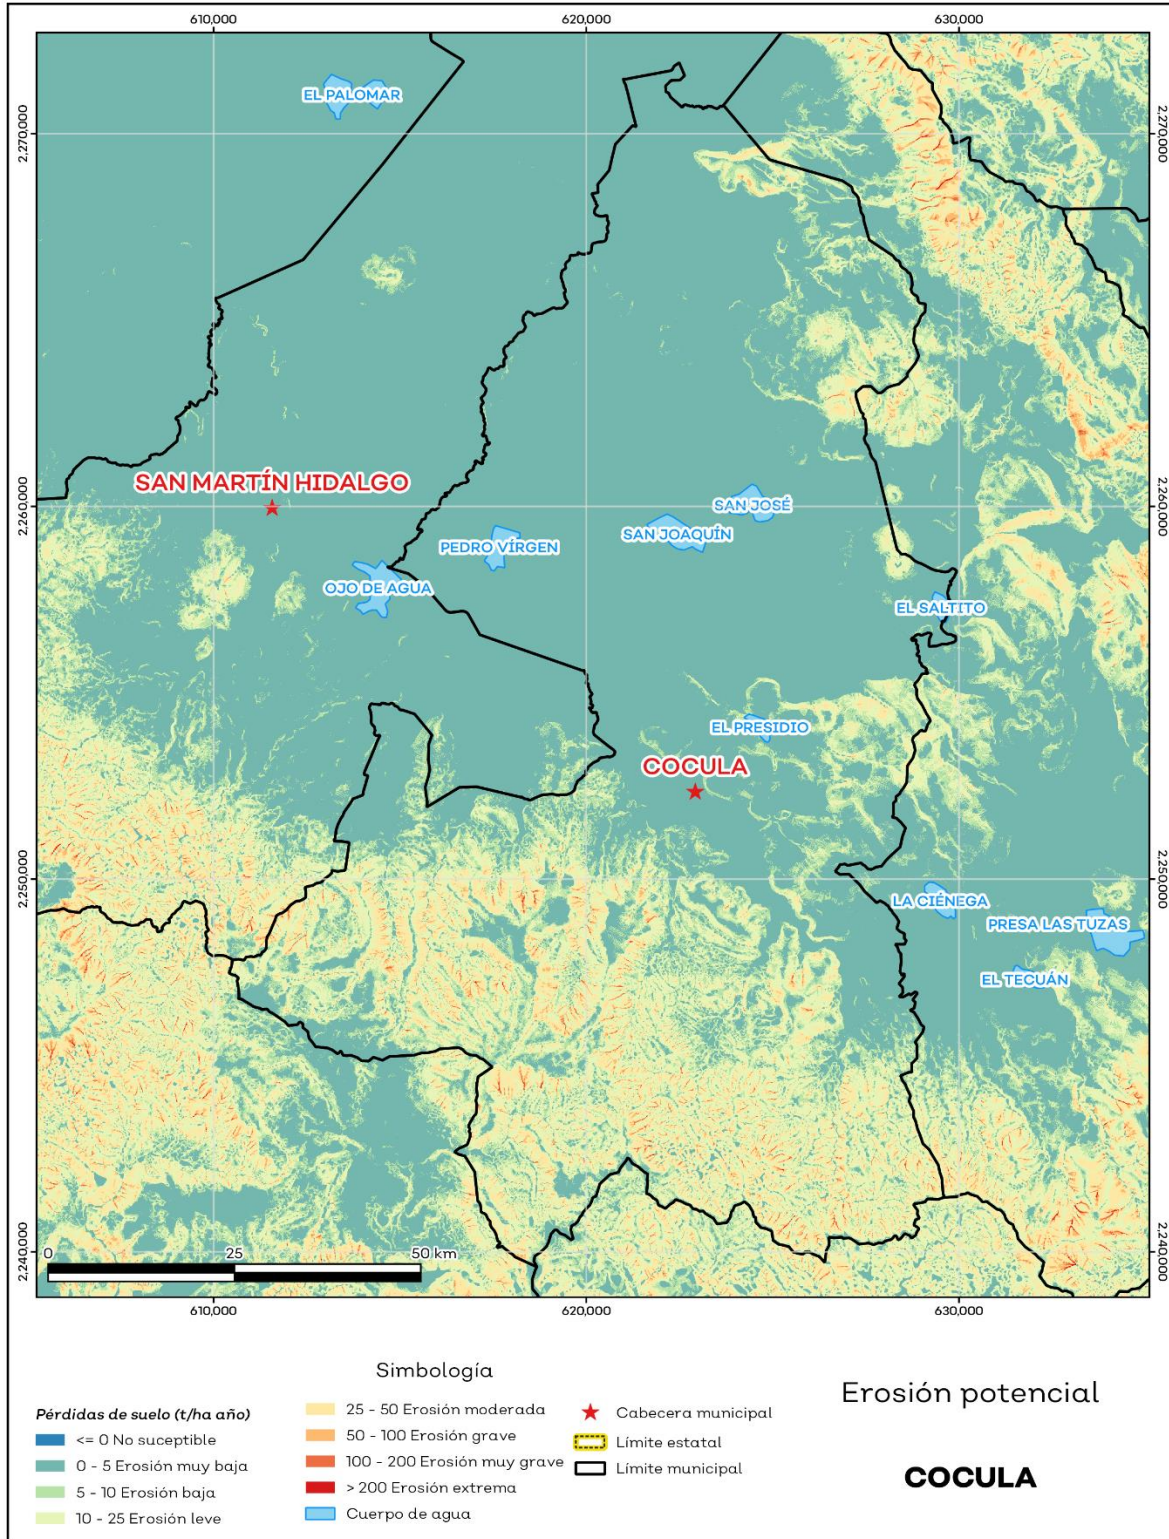 610,000
620,000
630,000
EL PALOMAR
2,270,000
2,270,000
SAN MARTÍN HIDALGO
SAN JOSÉ
2,260,000
2,260,000
SAN JOAQUÍN
PEDRO VÍRGEN
OJO DE AGUA
EL SALTITO
EL PRESIDIO
COCULA
2,250,000
2,250,000
LA CIÉNEGA
PRESA LAS TUZAS
EL TECUÁN
2,240,000
2,240,000
0
25
50 km
610,000
620,000
630,000
Simbología
Pérdidas de suelo (t/ha año)
<= 0 No suceptible
0 - 5 Erosión muy baja
5 - 10 Erosión baja
10 - 25 Erosión leve
25 - 50 Erosión moderada
50 - 100 Erosión grave
100 - 200 Erosión muy grave
> 200 Erosión extrema
Cuerpo de agua
Cabecera municipal
Límite estatal
Límite municipal
Erosión potencial
COCULA